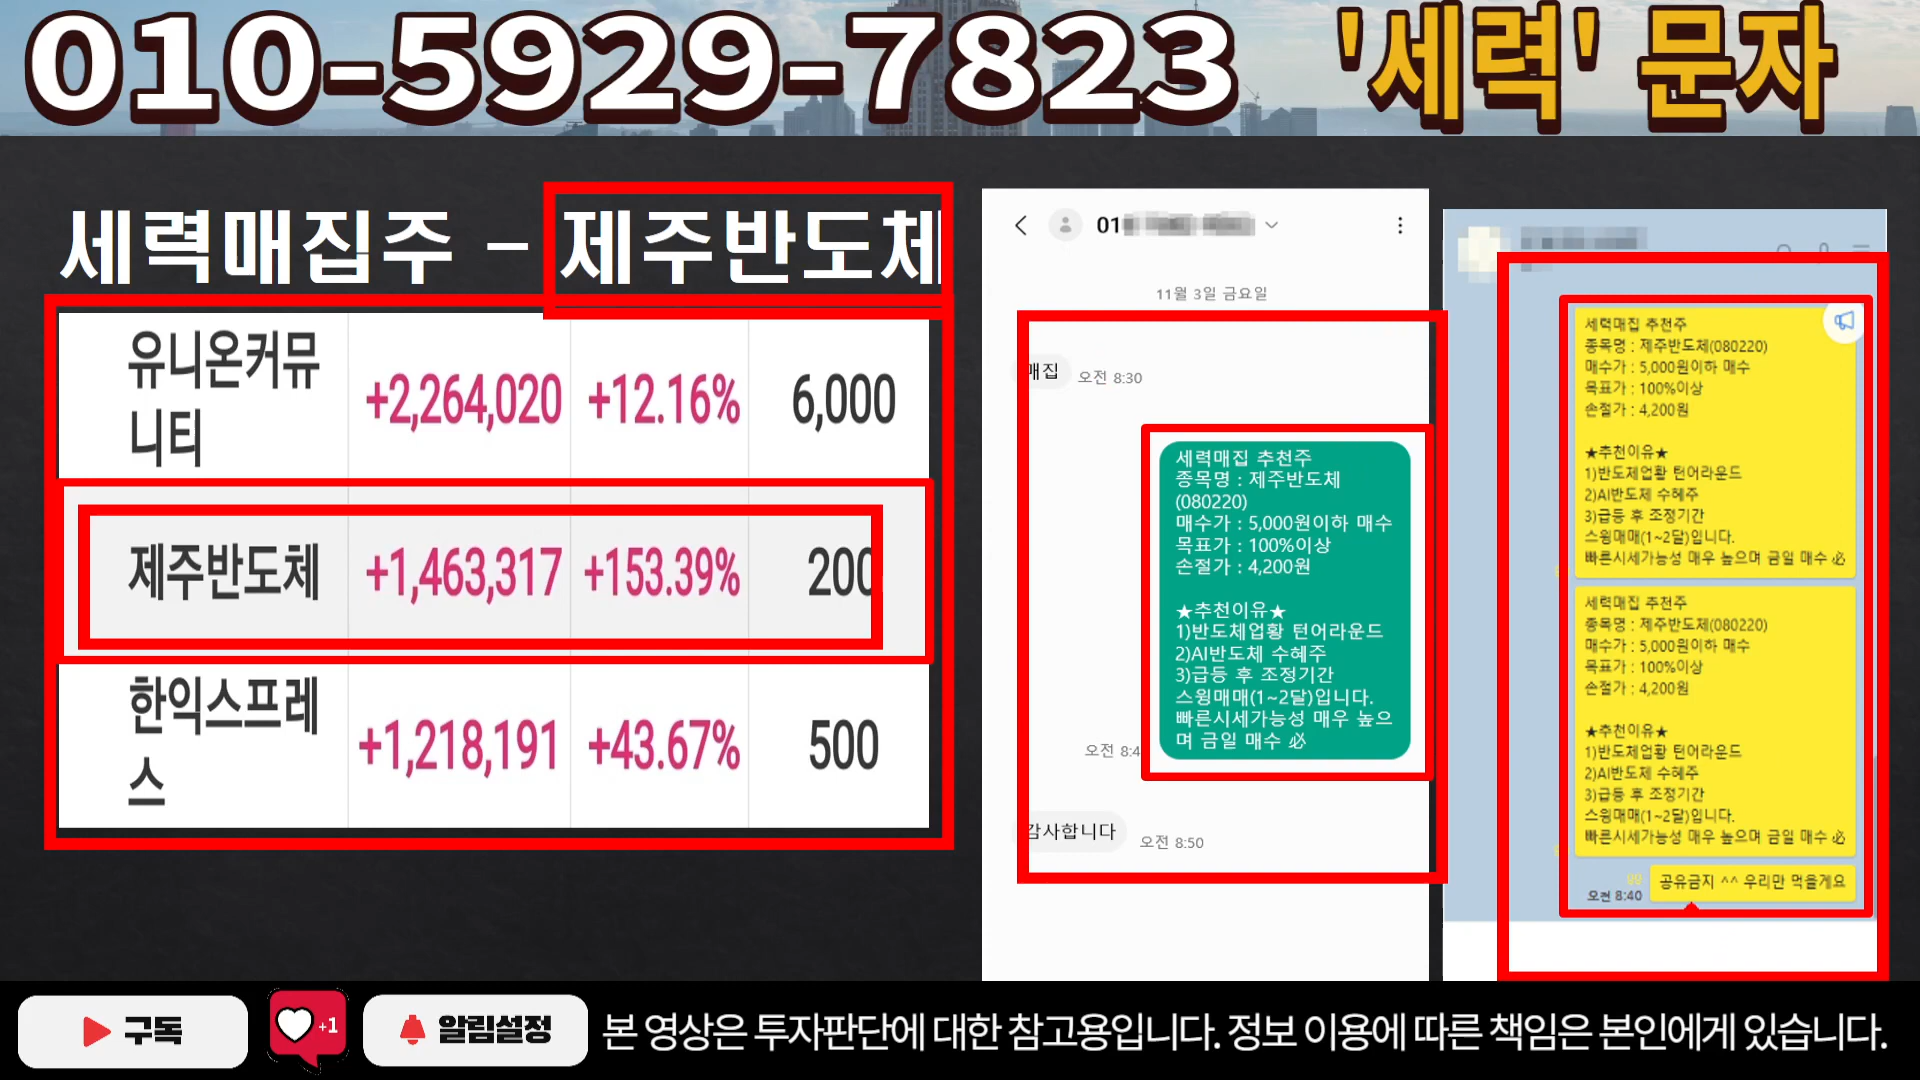 010-5929-7823 '세력' 문자
세력매집주 - 제주반도체
유니온커뮤
니티
+2,264,020 +12.16% 6,000
제주반도체 +1,463,317 +153.39% 200
한익스프레
스
+1,218,191 +43.67% 500
01
11월 3일 금요일
매집 오전 8:30
세력매집 추천주
종목명 : 제주반도체
(080220)
매수가 : 5,000원이하 매수
목표가 : 100%이상
손절가 : 4,200원
★추천이유★
1)반도체업황 턴어라운드
2)AI반도체 수혜주
3)급등 후 조정기간
스윙매매(1~2달)입니다.
빠른시세가능성 매우 높으
며 금일 매수 必
오전 8:4
감사합니다 오전 8:50
세력매집 추천주
종목명 : 제주반도체(080220)
매수가 : 5,000원이하 매수
목표가 : 100%이상
손절가 : 4,200원
★추천이유★
1)반도체업황 턴어라운드
2)AI반도체 수혜주
3)급등 후 조정기간
스윙매매(1~2달)입니다.
빠른시세가능성 매우 높으며 금일 매수 必
세력매집 추천주
종목명 : 제주반도체(080220)
매수가 : 5,000원이하 매수
목표가 : 100%이상
손절가 : 4,200원
★추천이유★
1)반도체업황 턴어라운드
2)AI반도체 수혜주
3)급등 후 조정기간
스윙매매(1~2달)입니다.
빠른시세가능성 매우 높으며 금일 매수 必
오전 8:40 공유금지 ^^ 우리만 먹을게요
구독 +1 알림설정 본 영상은 투자판단에 대한 참고용입니다. 정보 이용에 따른 책임은 본인에게 있습니다.